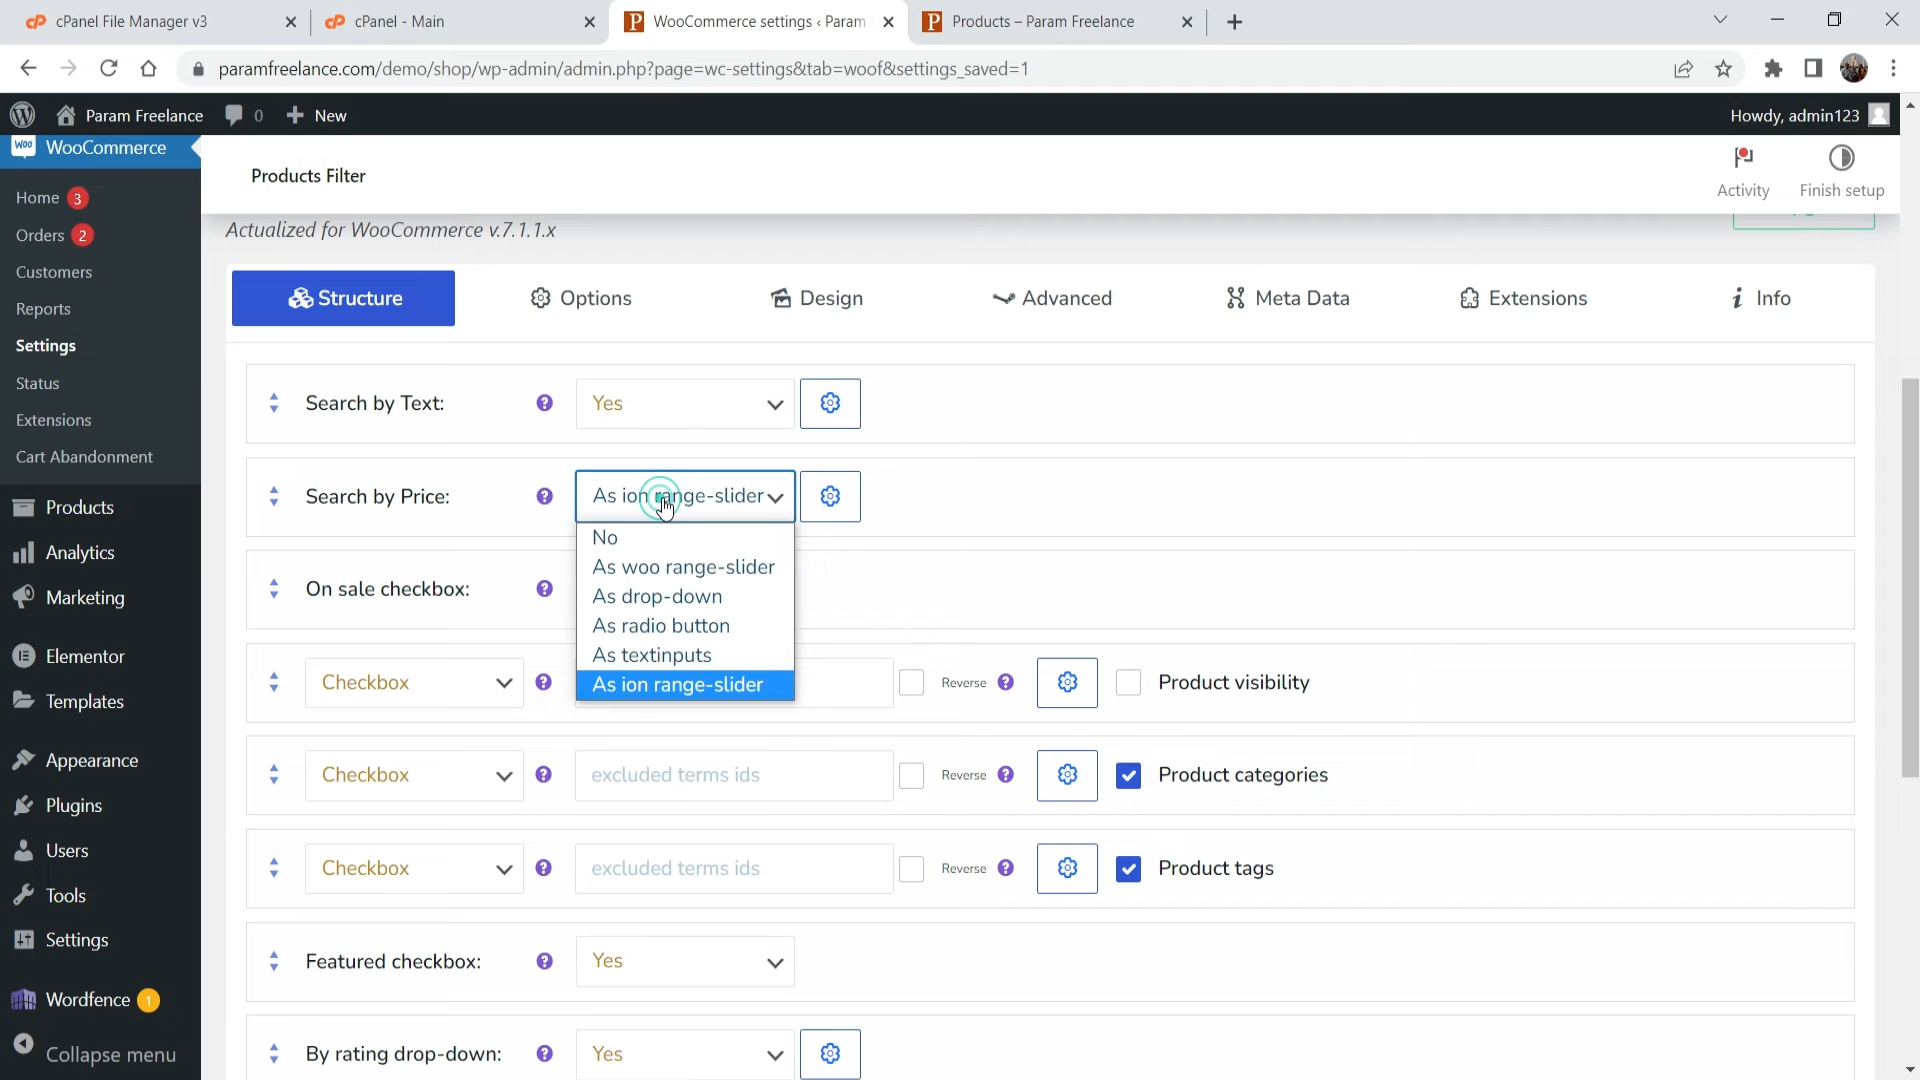 cPanel File Manager v3
cPanel - Main
WooCommerce settings ‹ Param
Products – Param Freelance
paramfreelance.com/demo/shop/wp-admin/admin.php?page=wc-settings&tab=woof&settings_saved=1
Param Freelance
0
New
Howdy, admin123
WooCommerce
Home 3
Orders 2
Customers
Reports
Settings
Status
Extensions
Cart Abandonment
Products
Analytics
Marketing
Elementor
Templates
Appearance
Plugins
Users
Tools
Settings
Wordfence 1
Collapse menu
Products Filter
Activity
Finish setup
Actualized for WooCommerce v.7.1.1.x
Structure
Options
Design
Advanced
Meta Data
Extensions
Info
Search by Text:
Yes
Search by Price:
As ion range-slider
No
As woo range-slider
As drop-down
As radio button
As textinputs
As ion range-slider
On sale checkbox:
Checkbox
Reverse
Product visibility
Checkbox
excluded terms ids
Reverse
Product categories
Checkbox
excluded terms ids
Reverse
Product tags
Featured checkbox:
Yes
By rating drop-down:
Yes